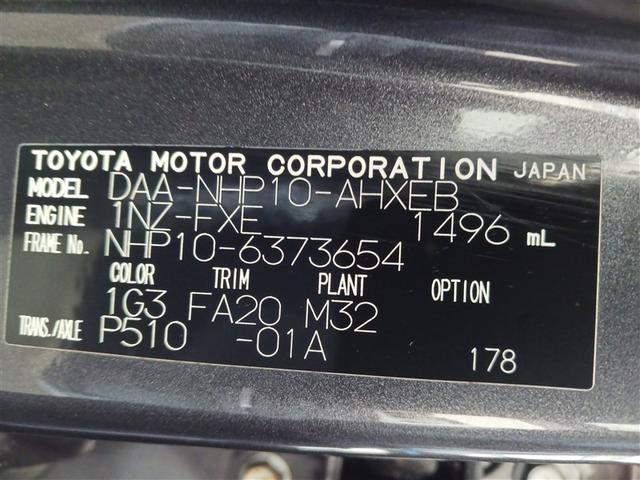 TOYOTA MOTOR CORPORATION JAPAN
MODEL DAA-NHP10-AHXEB
ENGINE 1NZ-FXE 1496 mL
FRAME No. NHP10-6373654
COLOR TRIM PLANT OPTION
1G3 FA20 M32
TRANS./AXLE P510 -01A 178